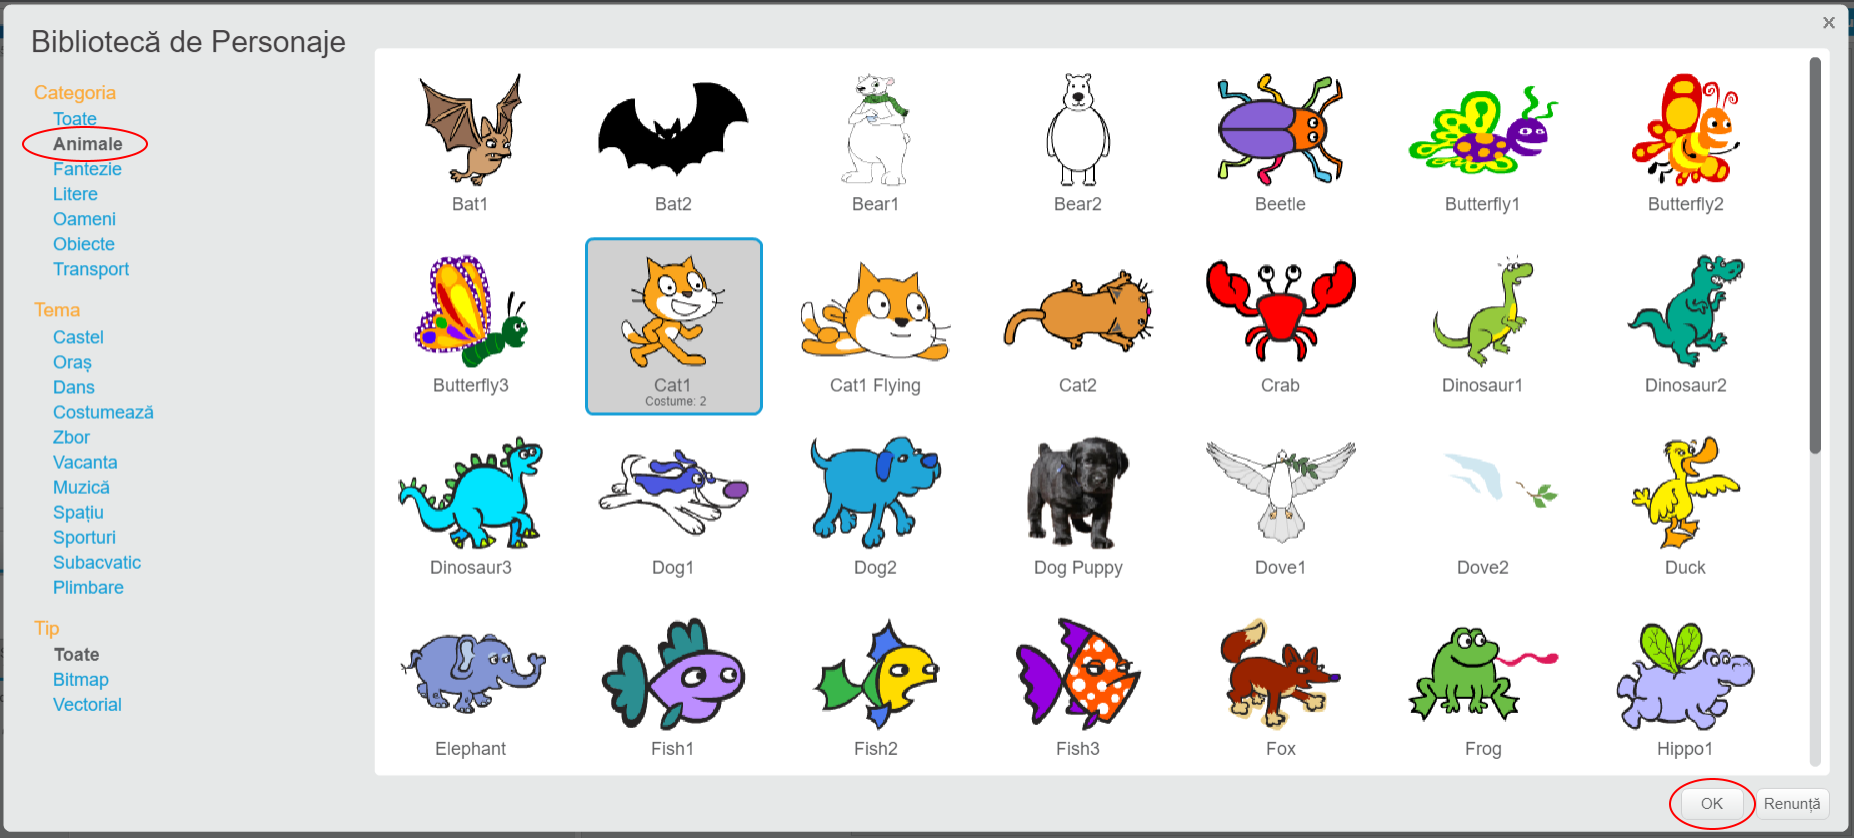 Bibliotecă de Personaje
x
Categoria
Toate
Animale
Fantezie
Litere
Oameni
Obiecte
Transport
Tema
Castel
Oraș
Dans
Costumează
Zbor
Vacanta
Muzică
Spațiu
Sporturi
Subacvatic
Plimbare
Tip
Toate
Bitmap
Vectorial
Bat1
Bat2
Bear1
Bear2
Beetle
Butterfly1
Butterfly2
Butterfly3
Cat1
Costume: 2
Cat1 Flying
Cat2
Crab
Dinosaur1
Dinosaur2
Dinosaur3
Dog1
Dog2
Dog Puppy
Dove1
Dove2
Duck
Elephant
Fish1
Fish2
Fish3
Fox
Frog
Hippo1
OK
Renunță